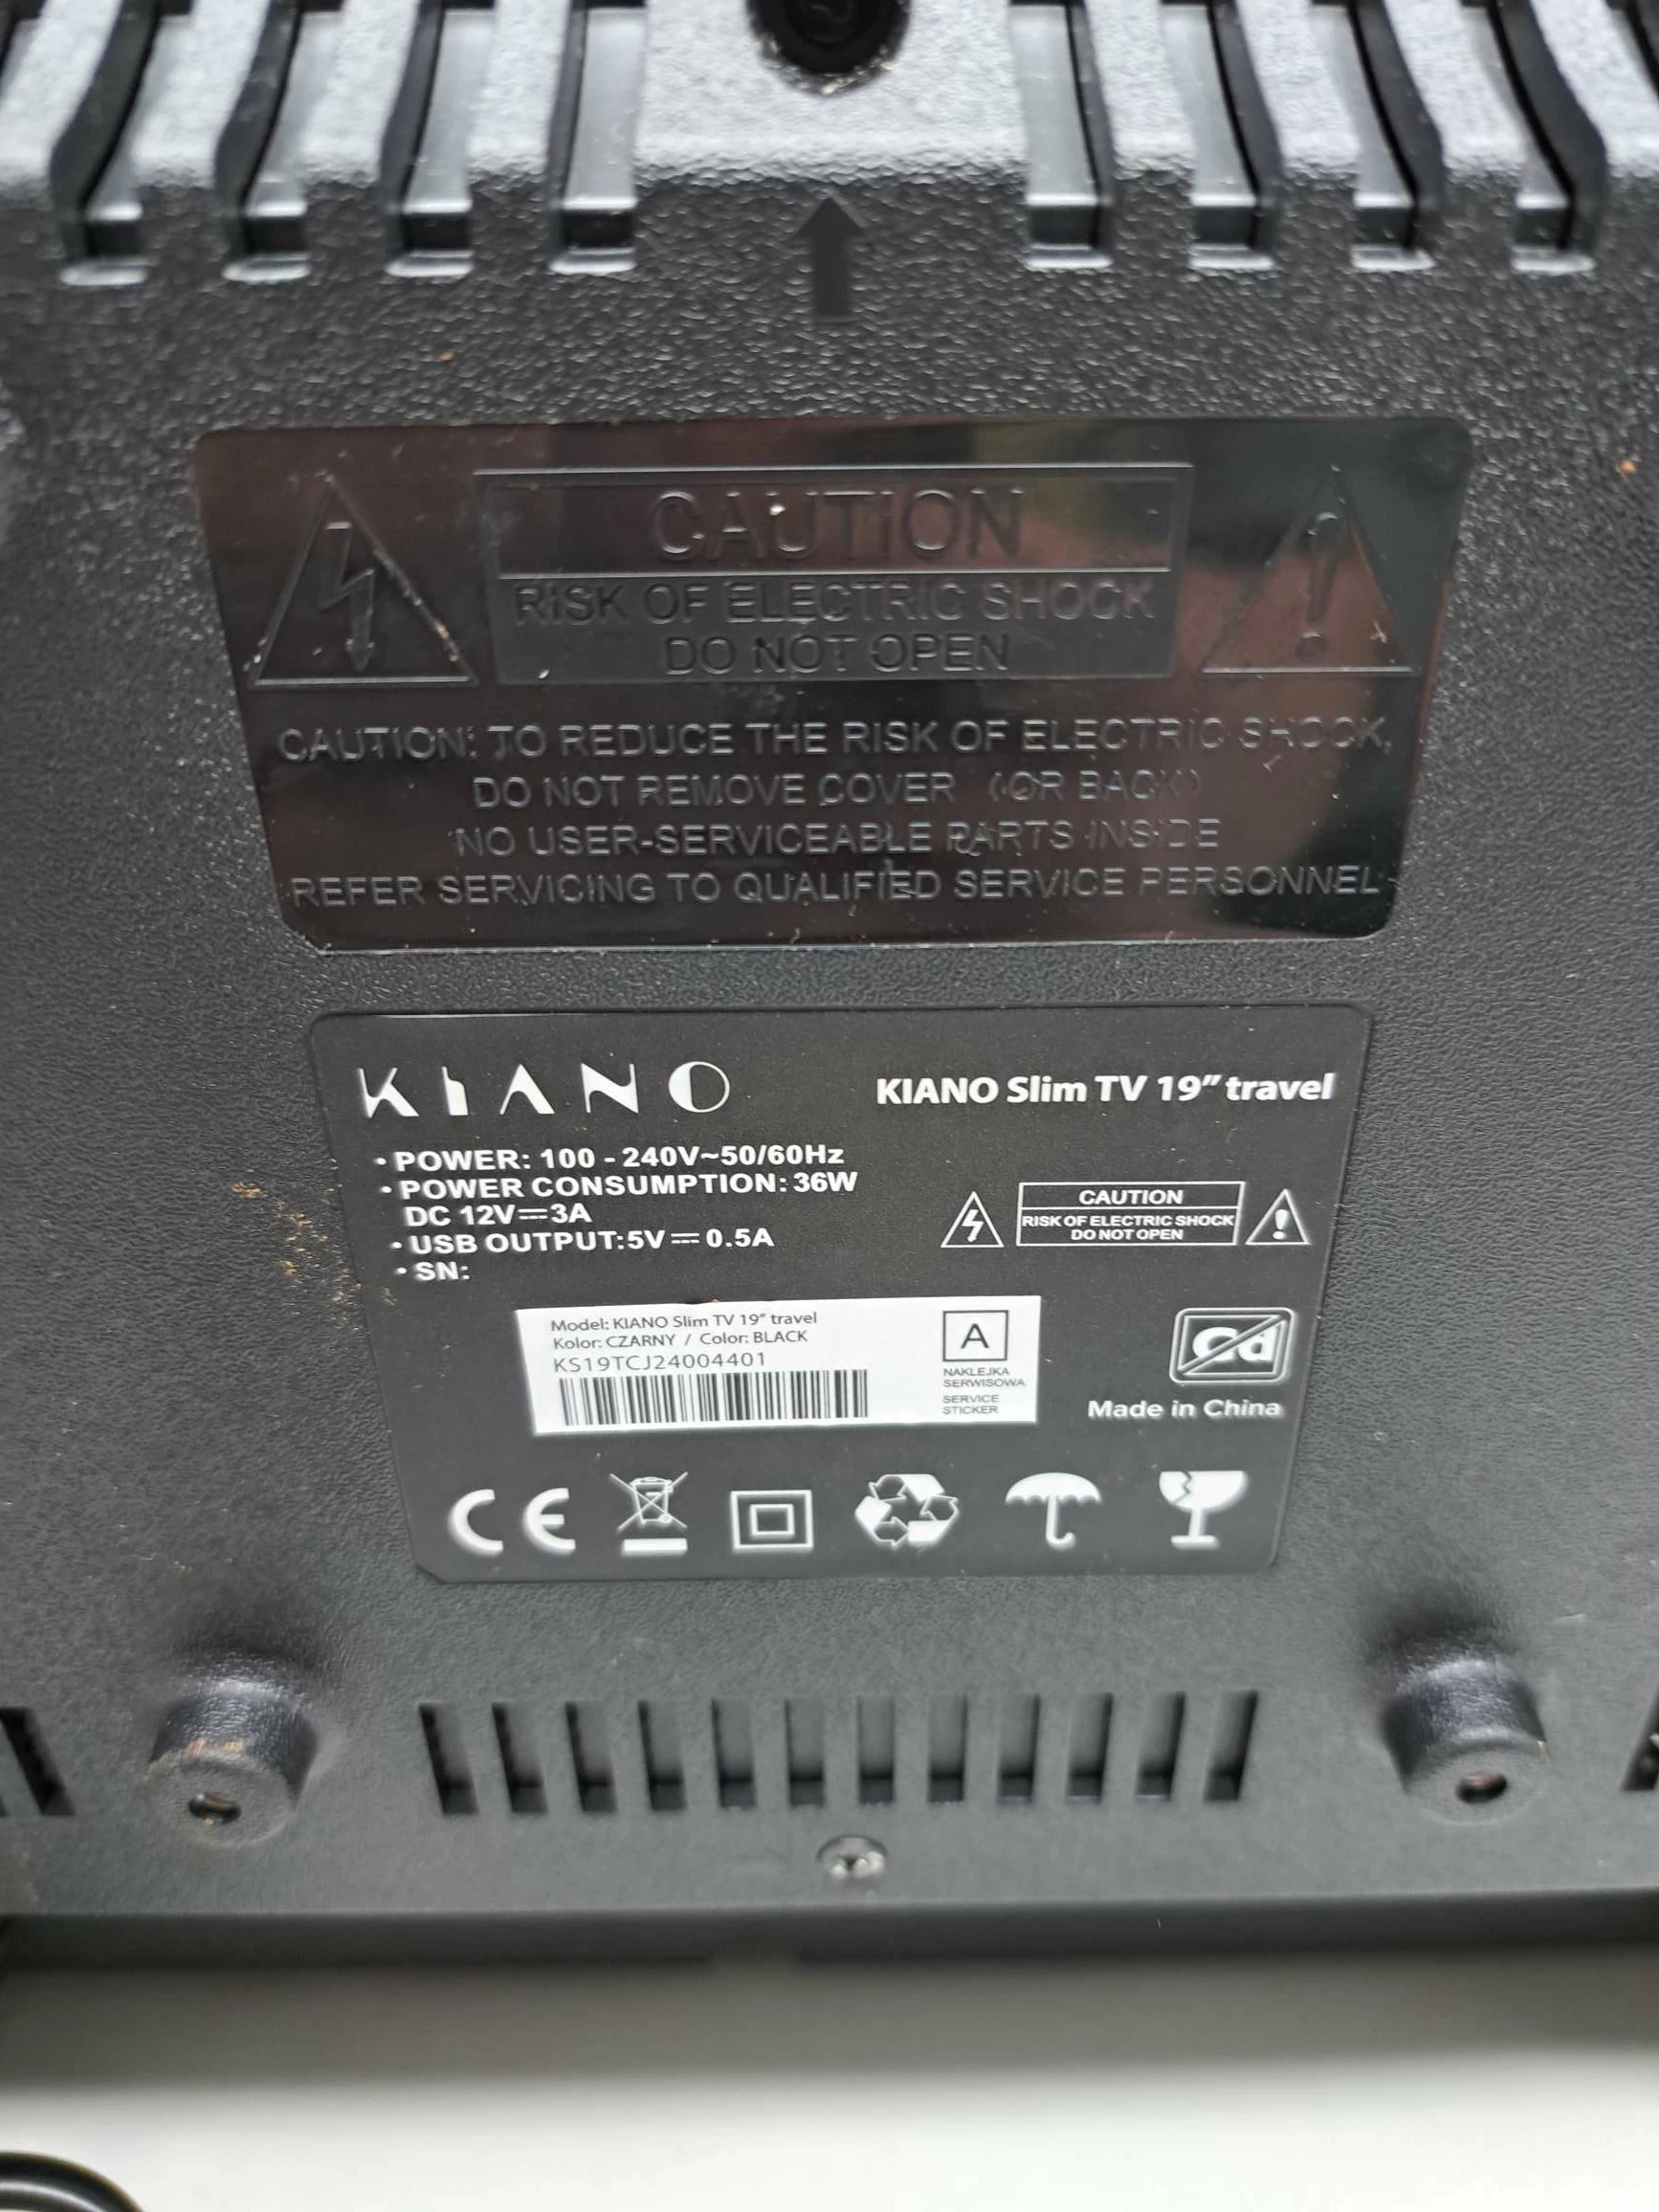 CAUTION
RISK OF ELECTRIC SHOCK
DO NOT OPEN
CAUTION: TO REDUCE THE RISK OF ELECTRIC SHOCK,
DO NOT REMOVE COVER (OR BACK)
NO USER-SERVICEABLE PARTS INSIDE
REFER SERVICING TO QUALIFIED SERVICE PERSONNEL
KIANO
KIANO Slim TV 19” travel
• POWER: 100 - 240V~50/60Hz
• POWER CONSUMPTION: 36W
DC 12V⎓3A
• USB OUTPUT:5V⎓0.5A
• SN:
CAUTION
RISK OF ELECTRIC SHOCK
DO NOT OPEN
Model: KIANO Slim TV 19” travel
Kolor: CZARNY / Color: BLACK
KS19TCJ24004401
A
NAKLEJKA
SERWISOWA
SERVICE
STICKER
Cd
Made in China
CE